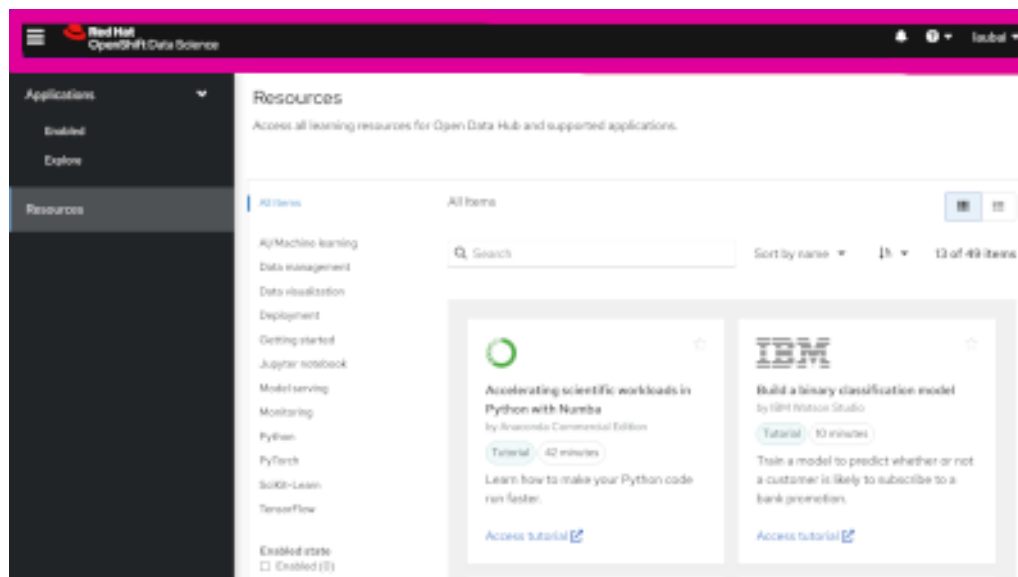 Red Hat
OpenShift Data Science
laubai
Applications
Enabled
Explore
Resources
Resources
Access all learning resources for Open Data Hub and supported applications.
All Items
AI/Machine learning
Data management
Data visualization
Deployment
Getting started
Jupyter notebook
Model serving
Monitoring
Python
PyTorch
SciKit-Learn
TensorFlow
Enabled state
Enabled (0)
All Items
Search
Sort by name
13 of 49 items
Accelerating scientific workloads in
Python with Numba
by Anaconda Commercial Edition
Tutorial
42 minutes
Learn how to make your Python code
run faster.
Access tutorial
IBM
Build a binary classification model
by IBM Watson Studio
Tutorial
10 minutes
Train a model to predict whether or not
a customer is likely to subscribe to a
bank promotion.
Access tutorial